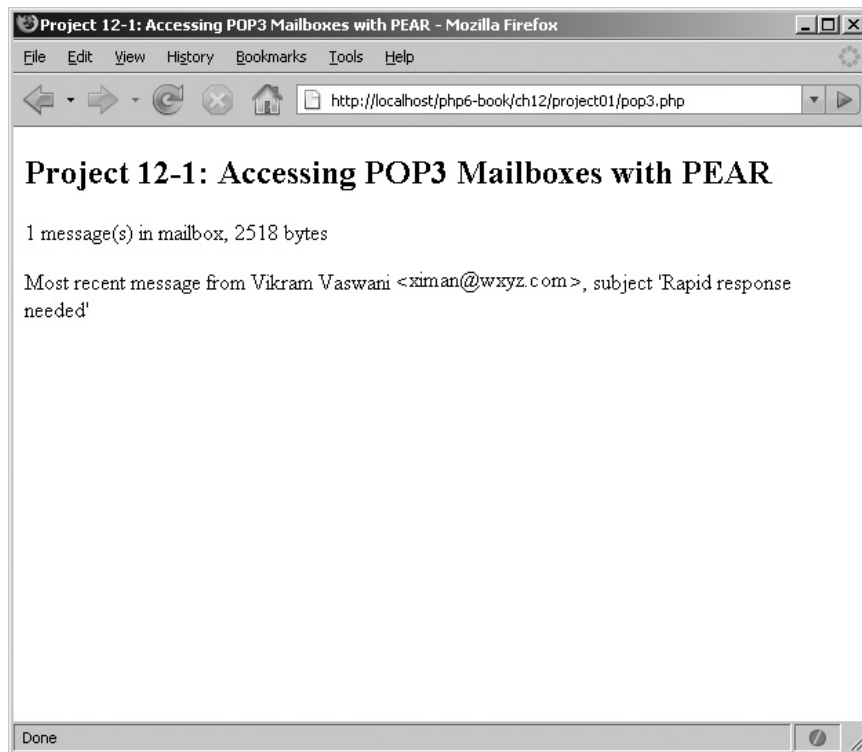 Project 12-1: Accessing POP3 Mailboxes with PEAR - Mozilla Firefox
File Edit View History Bookmarks Tools Help
http://localhost/php6-book/ch12/project01/pop3.php
Project 12-1: Accessing POP3 Mailboxes with PEAR
1 message(s) in mailbox, 2518 bytes
Most recent message from Vikram Vaswani <ximan@wxyz.com>, subject 'Rapid response
needed'
Done